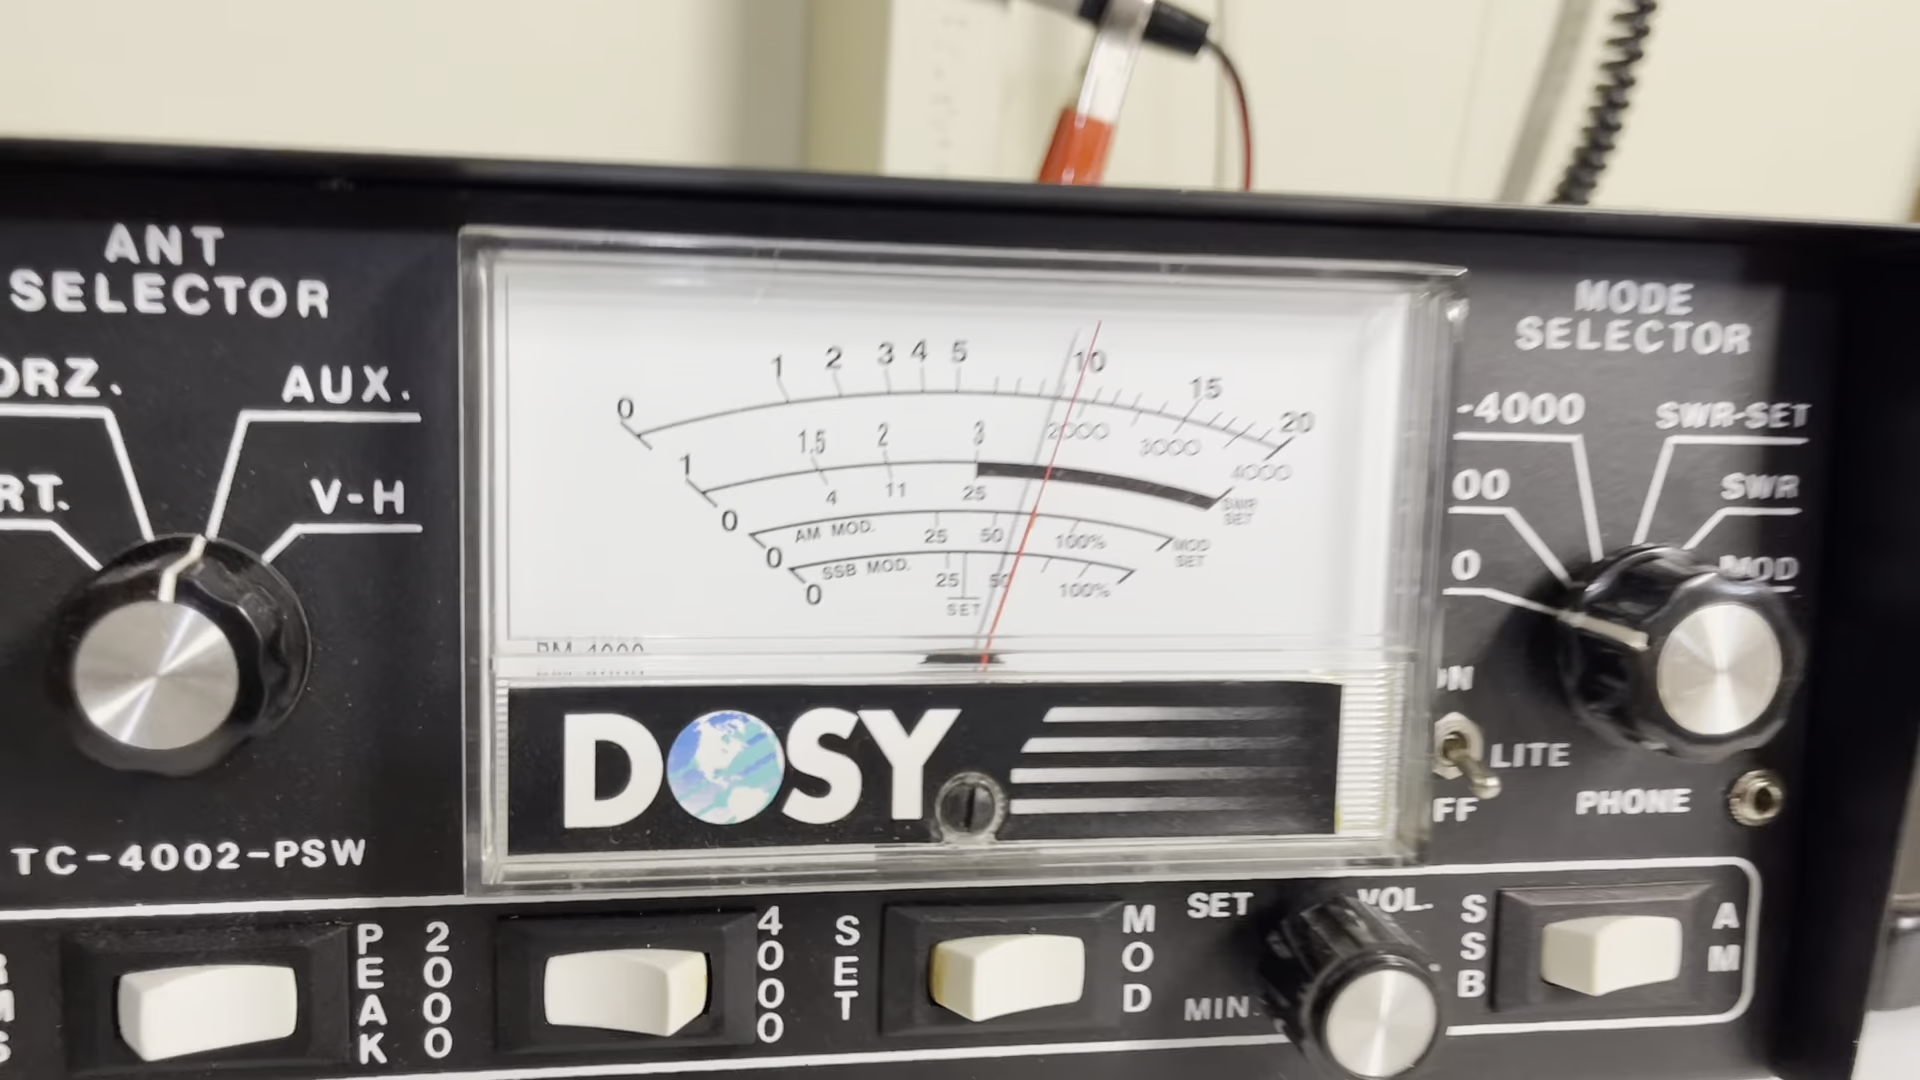 ANT
SELECTOR
ORZ.
AUX.
RT.
V-H
TC-4002-PSW
0 1 2 3 4 5 10 15 20
2000 3000 4000
1 1.5 2 3
SWR
SET
0 4 11 25
AM MOD.
0 25 50 100%
MOD
SET
SSB MOD.
0 25 50 100%
SET
DOSY
MODE
SELECTOR
-4000
SWR-SET
00
SWR
0
MOD
ON
LITE
FF
PHONE
PEAK
2000
4000
SET
MOD
SET
VOL.
MIN.
SSB
AM